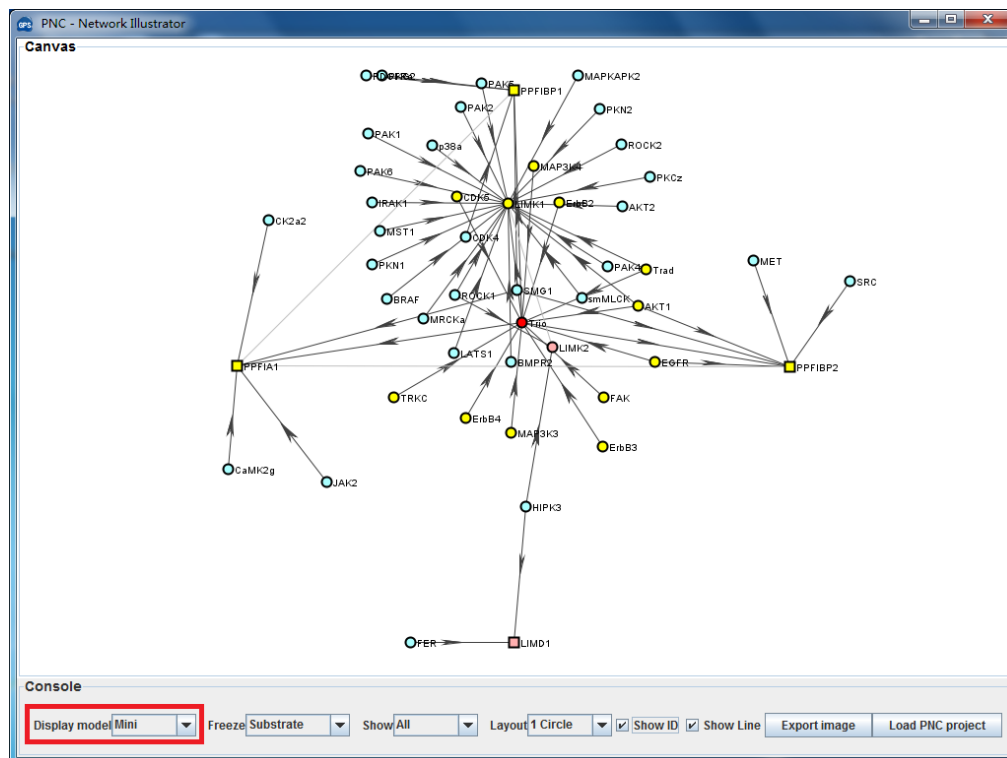 GPS PNC - Network Illustrator
Canvas
PAK5
MAPKAPK2
PPFIBP1
PAK2
PKN2
PAK1
p38a
ROCK2
MAP3K4
PAK6
PKCz
CDK5
IRAK1
LIMK1
ErbB2
AKT2
CK2a2
MST1
CDK4
MET
PKN1
PAK4
Trad
SRC
BRAF
ROCK1
SMG1
smMLCK
AKT1
MRCKa
Trio
LIMK2
LATS1
BMPR2
EGFR
PPFIA1
PPFIBP2
TRKC
FAK
ErbB4
MAP3K3
ErbB3
CaMK2g
JAK2
HIPK3
FER
LIMD1
Console
Display model Mini Freeze Substrate Show All Layout 1 Circle Show ID Show Line Export image Load PNC project